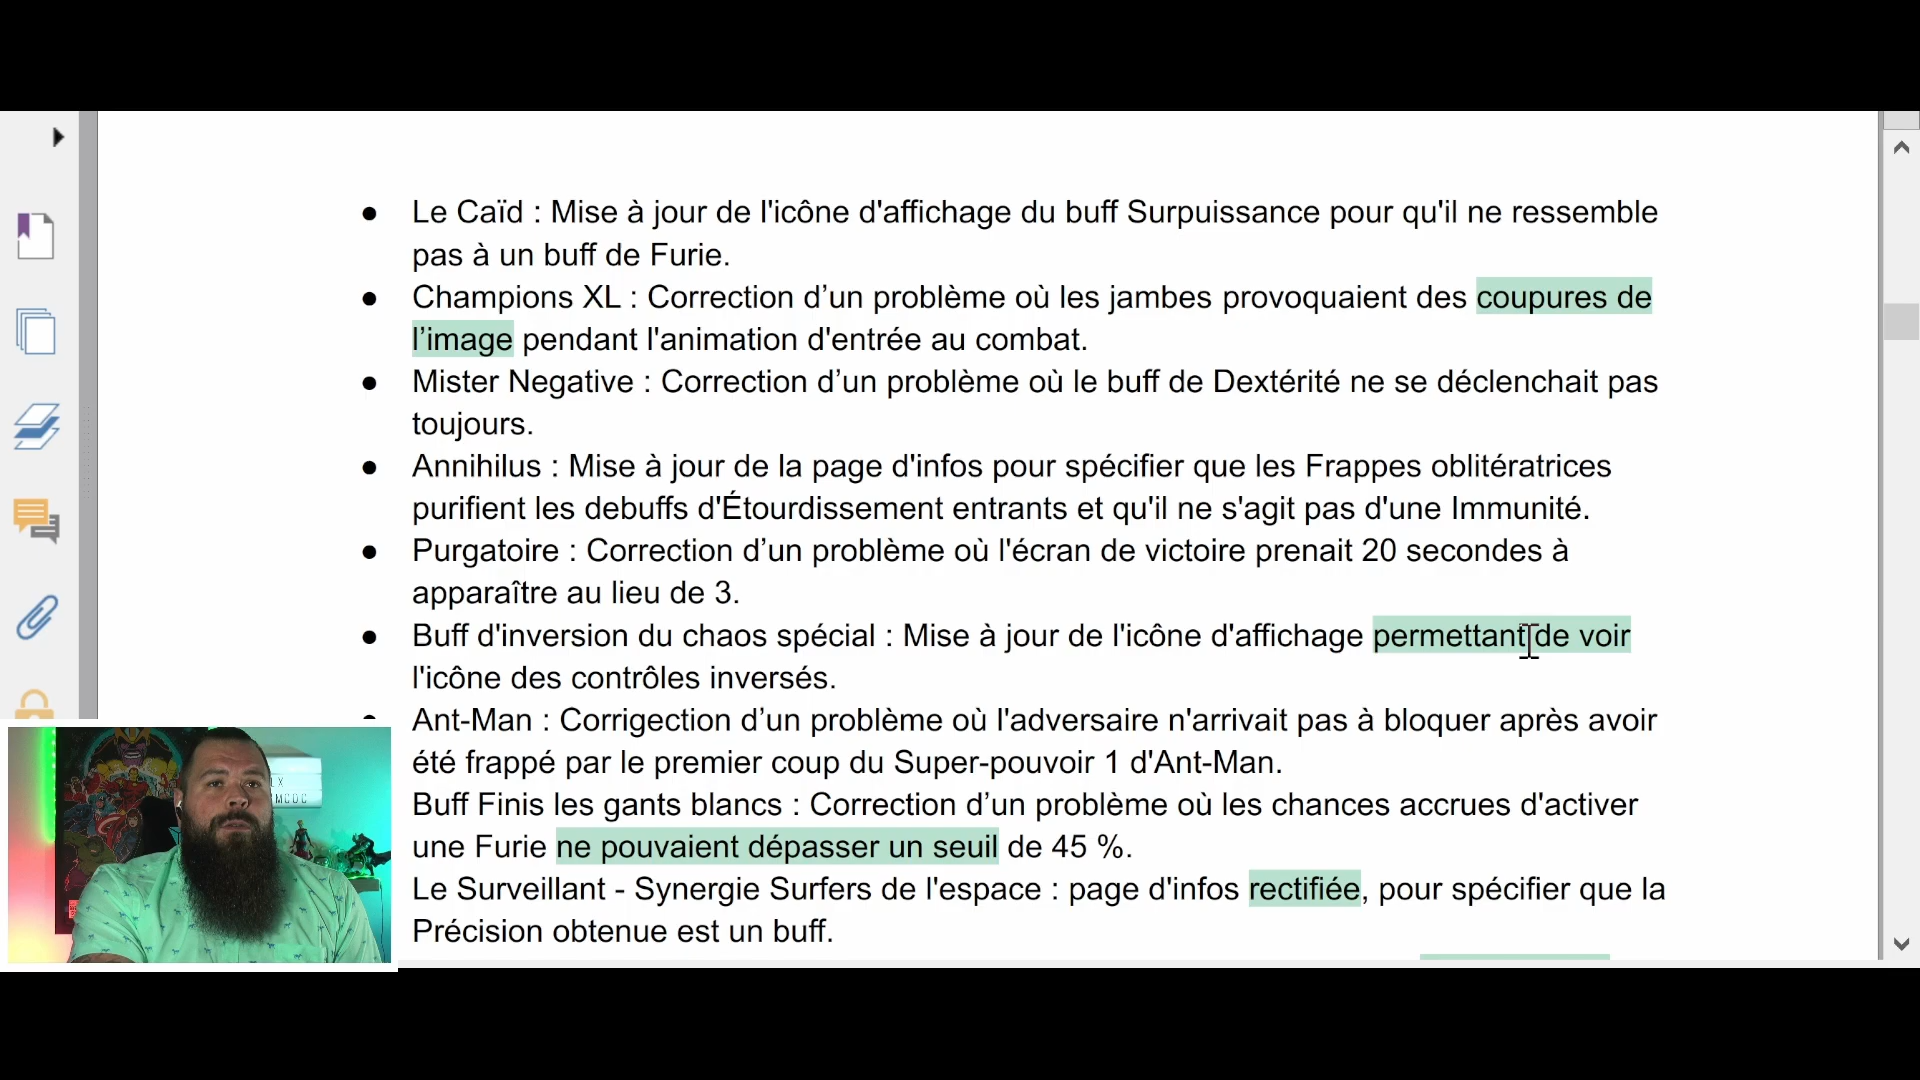 ● Le Caïd : Mise à jour de l'icône d'affichage du buff Surpuissance pour qu'il ne ressemble
pas à un buff de Furie.
● Champions XL : Correction d’un problème où les jambes provoquaient des coupures de
l’image pendant l'animation d'entrée au combat.
● Mister Negative : Correction d’un problème où le buff de Dextérité ne se déclenchait pas
toujours.
● Annihilus : Mise à jour de la page d'infos pour spécifier que les Frappes oblitératrices
purifient les debuffs d'Étourdissement entrants et qu'il ne s'agit pas d'une Immunité.
● Purgatoire : Correction d’un problème où l'écran de victoire prenait 20 secondes à
apparaître au lieu de 3.
● Buff d'inversion du chaos spécial : Mise à jour de l'icône d'affichage permettant de voir
l'icône des contrôles inversés.
Ant-Man : Corrigection d’un problème où l'adversaire n'arrivait pas à bloquer après avoir
été frappé par le premier coup du Super-pouvoir 1 d'Ant-Man.
Buff Finis les gants blancs : Correction d’un problème où les chances accrues d'activer
une Furie ne pouvaient dépasser un seuil de 45 %.
Le Surveillant - Synergie Surfers de l'espace : page d'infos rectifiée, pour spécifier que la
Précision obtenue est un buff.
LX
MCOC